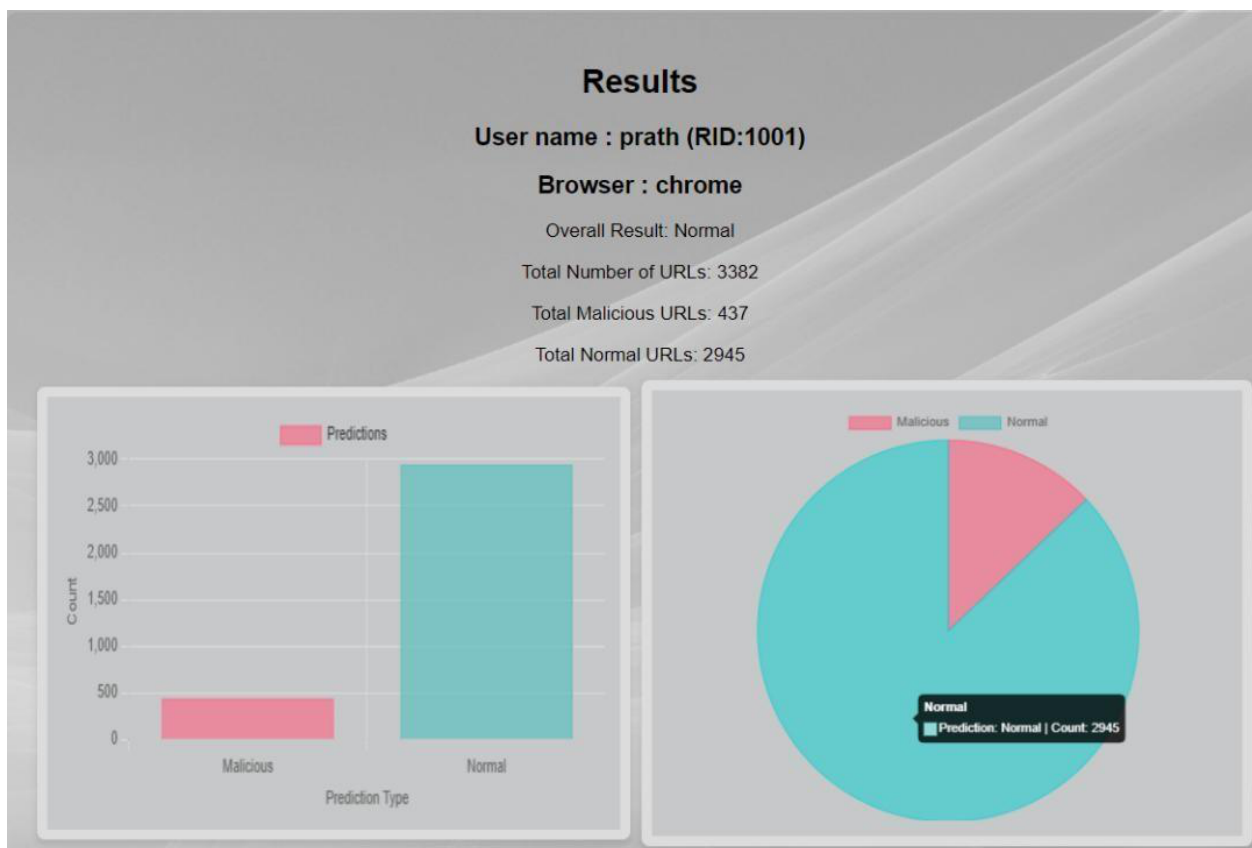 Results
User name : prath (RID:1001)
Browser : chrome
Overall Result: Normal
Total Number of URLs: 3382
Total Malicious URLs: 437
Total Normal URLs: 2945
Predictions
3,000
2,500
2,000
1,500
1,000
500
0
Count
Malicious Normal
Prediction Type
Malicious Normal
Normal
Prediction: Normal | Count: 2945